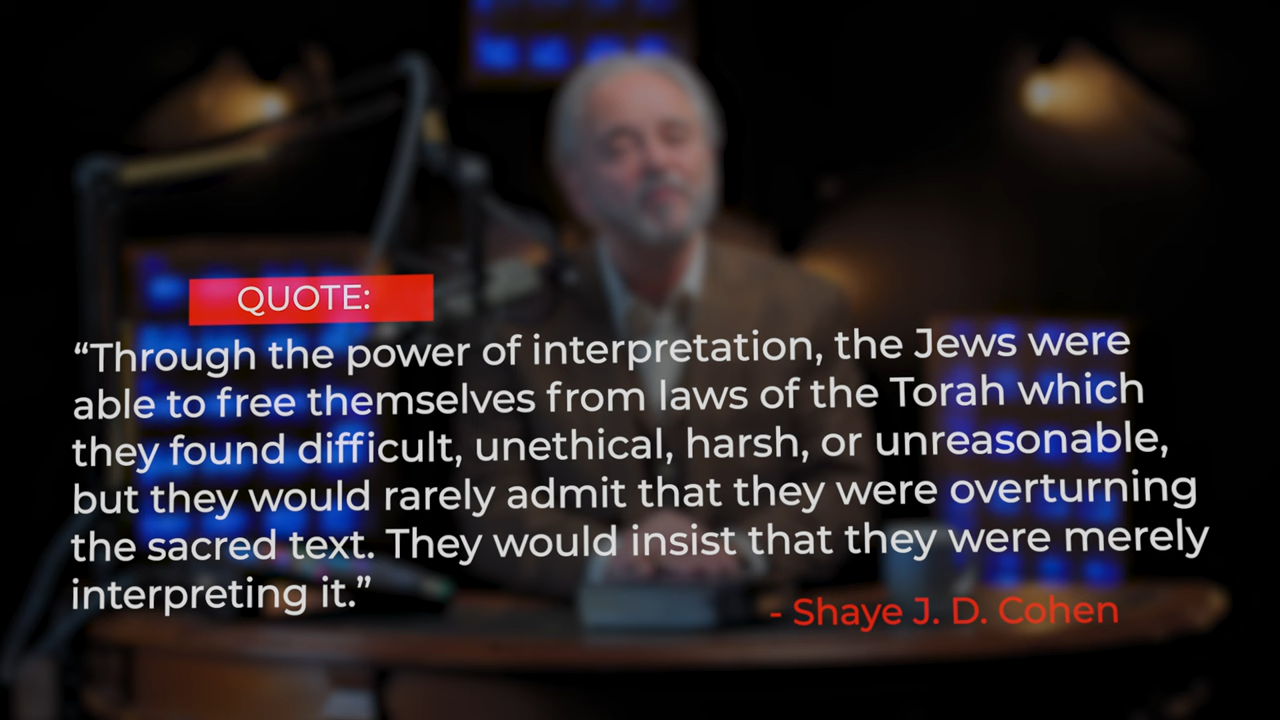 QUOTE:
“Through the power of interpretation, the Jews were
able to free themselves from laws of the Torah which
they found difficult, unethical, harsh, or unreasonable,
but they would rarely admit that they were overturning
the sacred text. They would insist that they were merely
interpreting it.”
- Shaye J. D. Cohen